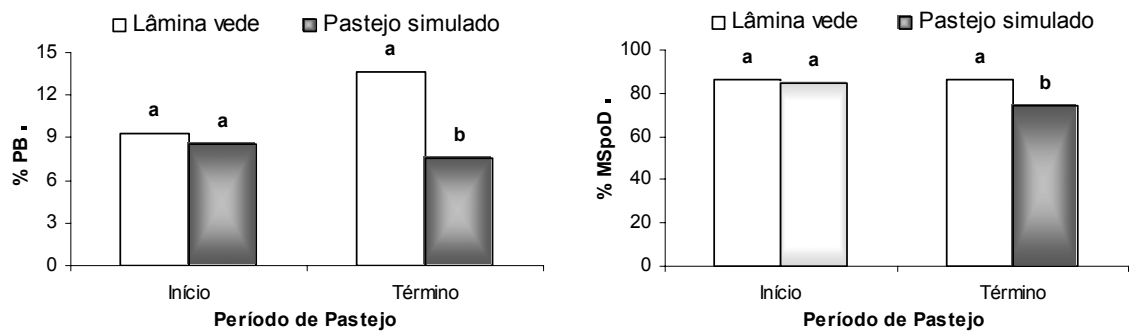 Lâmina vede Pastejo simulado
15
12
9
6
3
0
% PB
a a a b
Início Término
Período de Pastejo
Lâmina vede Pastejo simulado
100
80
60
40
20
0
% MSpoD
a a a b
Início Término
Período de Pastejo